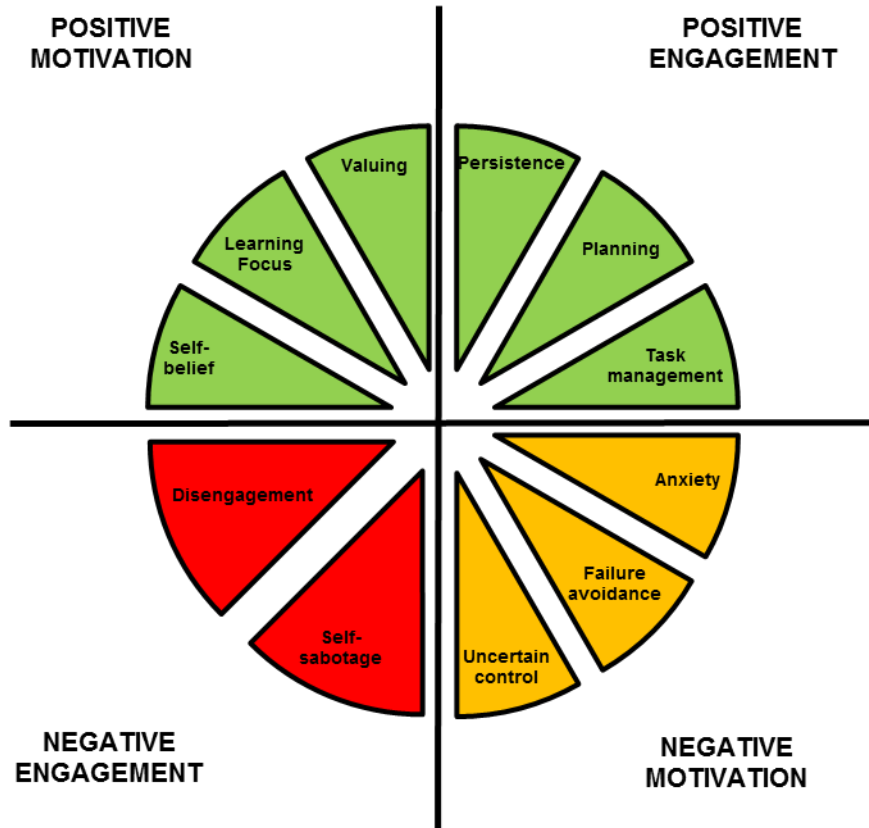 POSITIVE
MOTIVATION
POSITIVE
ENGAGEMENT
Valuing
Persistence
Learning
Focus
Planning
Self-
belief
Task
management
Disengagement
Anxiety
Self-
sabotage
Failure
avoidance
Uncertain
control
NEGATIVE
ENGAGEMENT
NEGATIVE
MOTIVATION